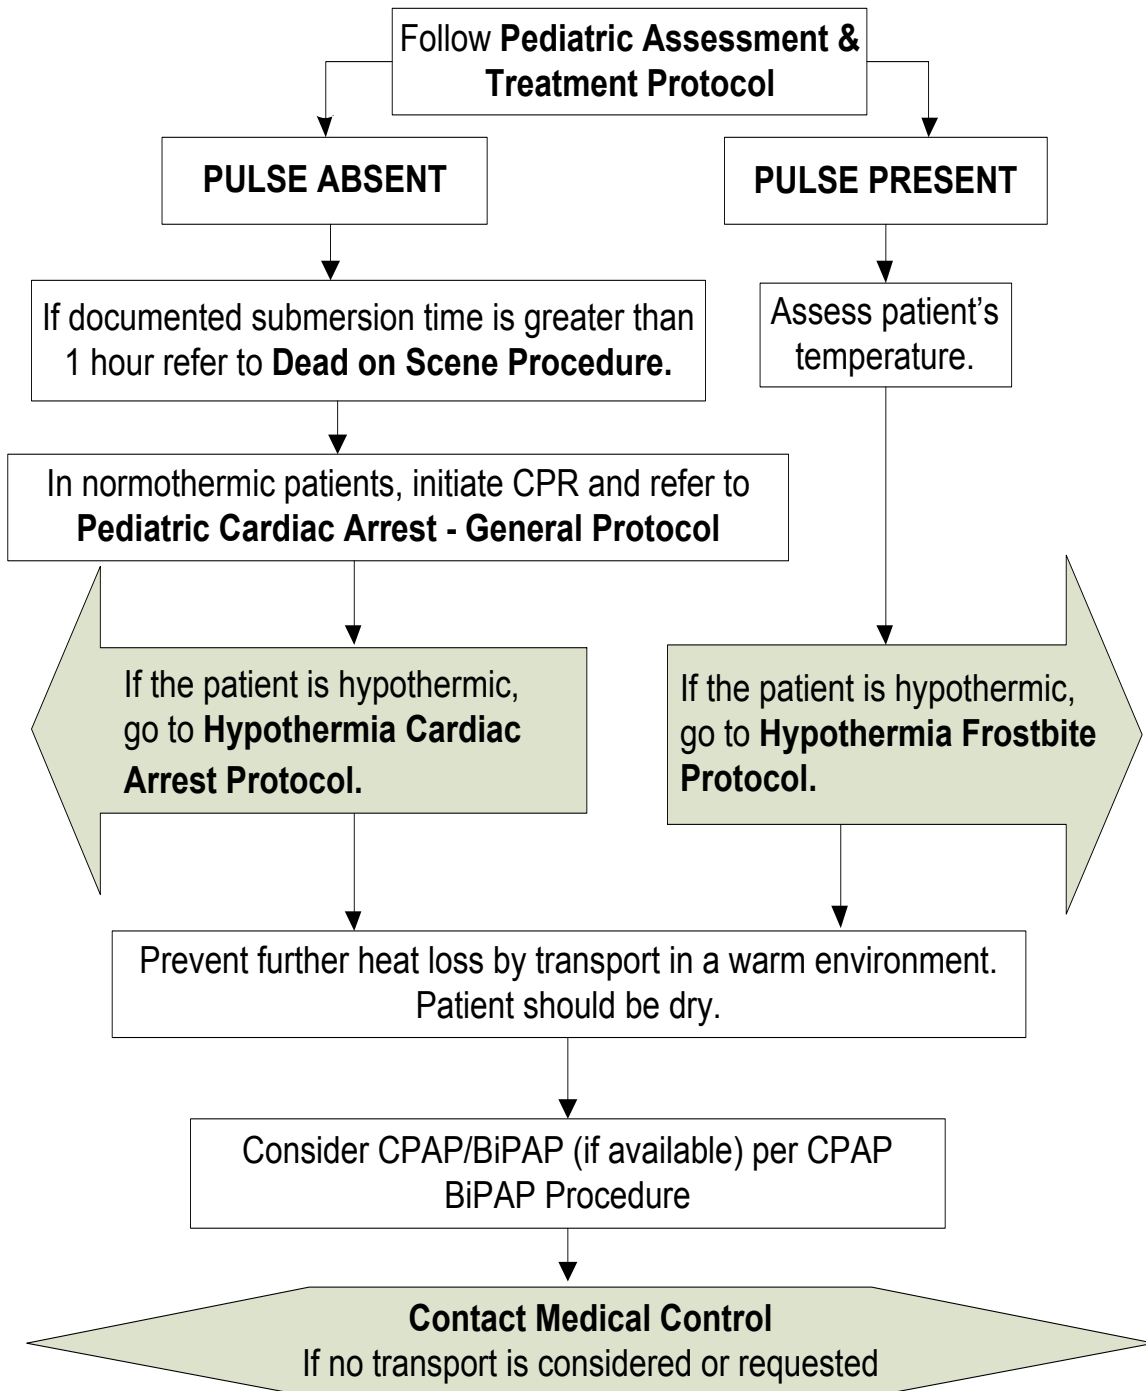 Follow Pediatric Assessment &
Treatment Protocol
PULSE ABSENT
PULSE PRESENT
If documented submersion time is greater than
1 hour refer to Dead on Scene Procedure.
Assess patient’s
temperature.
In normothermic patients, initiate CPR and refer to
Pediatric Cardiac Arrest - General Protocol
If the patient is hypothermic,
go to Hypothermia Cardiac
Arrest Protocol.
If the patient is hypothermic,
go to Hypothermia Frostbite
Protocol.
Prevent further heat loss by transport in a warm environment.
Patient should be dry.
Consider CPAP/BiPAP (if available) per CPAP
BiPAP Procedure
Contact Medical Control
If no transport is considered or requested